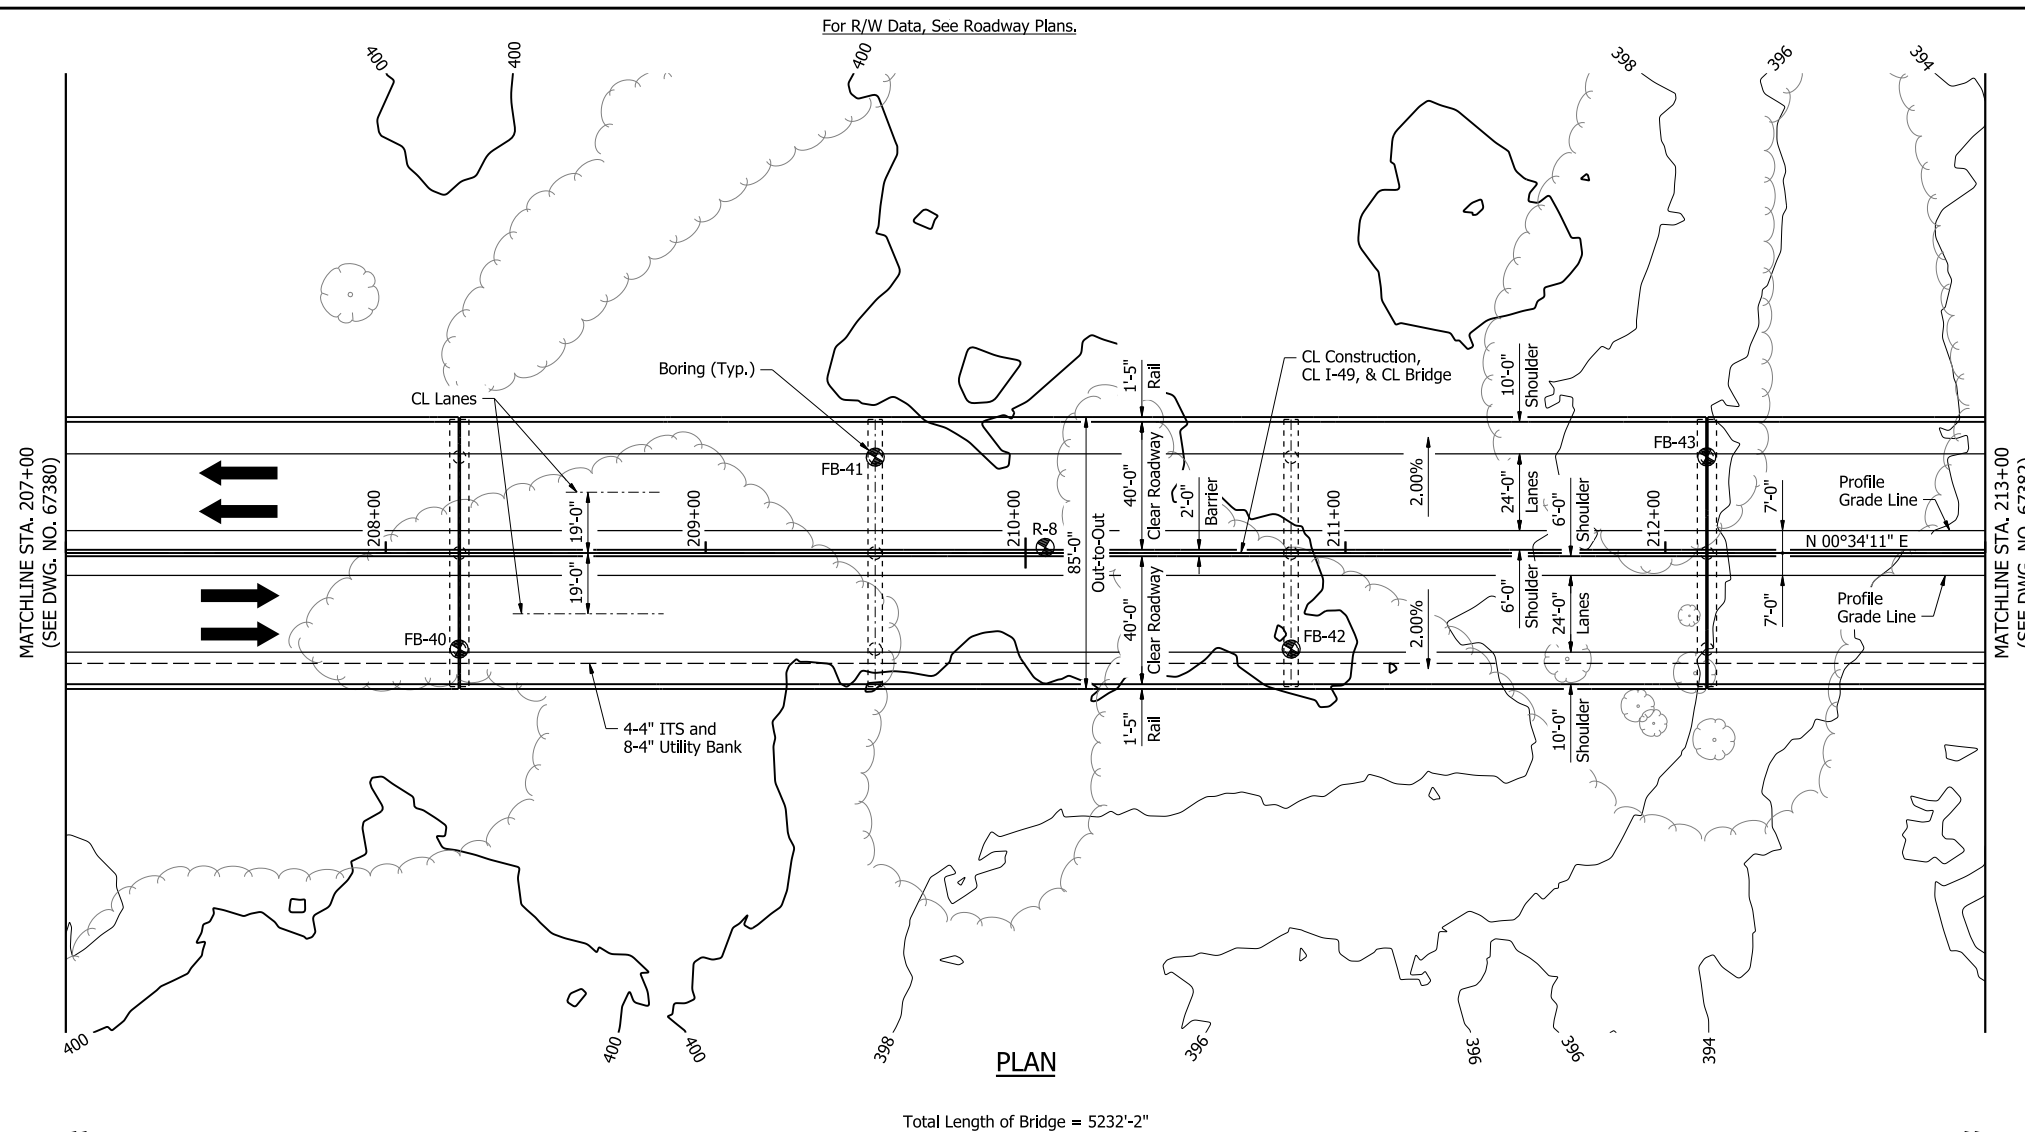 For R/W Data, See Roadway Plans.
400
400
400
398
396
394
Boring (Typ.)
CL Lanes
CL Construction,
CL I-49, & CL Bridge
1'-5"
Rail
10'-0"
Shoulder
FB-41
FB-43
MATCHLINE STA. 207+00
(SEE DWG. NO. 67380)
208+00
19'-0"
19'-0"
209+00
210+00
R-8
85'-0"
Out-to-Out
40'-0"
Clear Roadway
2'-0"
Barrier
211+00
2.00%
24'-0"
Lanes
6'-0"
Shoulder
212+00
7'-0"
Profile
Grade Line
N 00°34'11" E
MATCHLINE STA. 213+00
(SEE DWG. NO. 67382)
FB-40
40'-0"
Clear Roadway
FB-42
2.00%
6'-0"
Shoulder
24'-0"
Lanes
7'-0"
Profile
Grade Line
4-4" ITS and
8-4" Utility Bank
1'-5"
Rail
10'-0"
Shoulder
400
400
400
398
396
396
396
394
PLAN
Total Length of Bridge = 5232'-2"